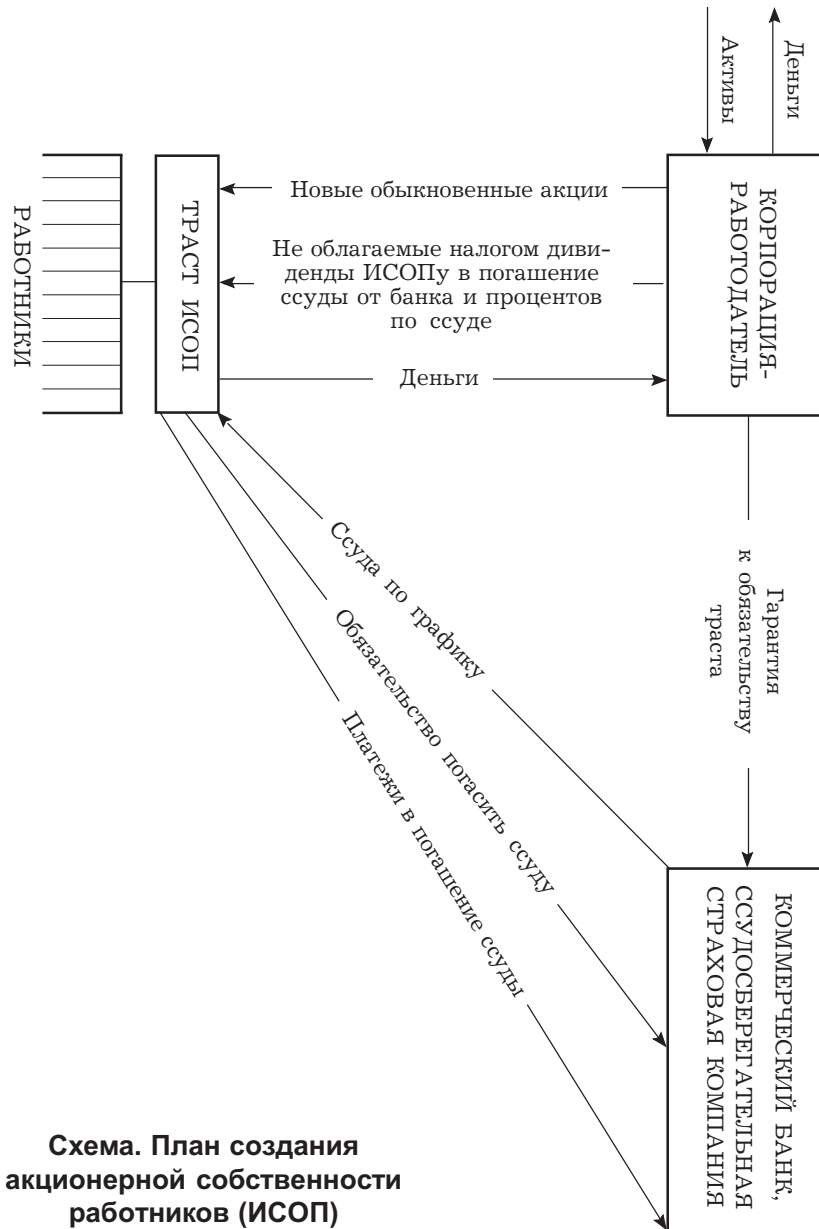 Деньги
Активы
КОРПОРАЦИЯ-
РАБОТОДАТЕЛЬ
РАБОТНИКИ
ТРАСТ ИСОП
Новые обыкновенные акции
Не облагаемые налогом диви-
денды ИСОПу в погашение
ссуды от банка и процентов
по ссуде
Деньги
Ссуда по графику
Обязательство погасить ссуду
Платежи в погашение ссуды
Гарантия
к обязательству
траста
КОММЕРЧЕСКИЙ БАНК,
ССУДОСБЕРЕГАТЕЛЬНАЯ
СТРАХОВАЯ КОМПАНИЯ
Схема. План создания
акционерной собственности
работников (ИСОП)